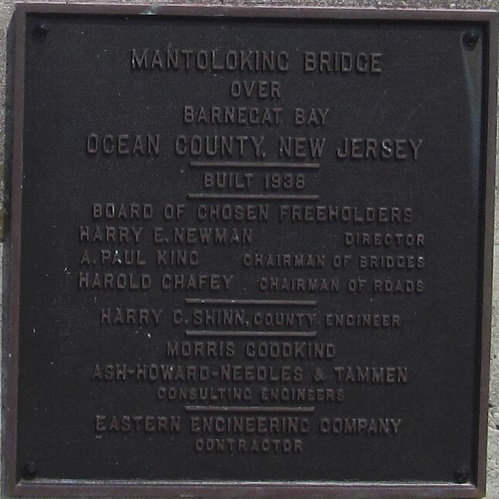 MANTOLOKING BRIDGE
OVER
BARNEGAT BAY
OCEAN COUNTY, NEW JERSEY
BUILT 1938
BOARD OF CHOSEN FREEHOLDERS
HARRY E. NEWMAN DIRECTOR
A. PAUL KING CHAIRMAN OF BRIDGES
HAROLD CHAFEY CHAIRMAN OF ROADS
HARRY C. SHINN, COUNTY ENGINEER
MORRIS GOODKIND
ASH-HOWARD-NEEDLES & TAMMEN
CONSULTING ENGINEERS
EASTERN ENGINEERING COMPANY
CONTRACTOR